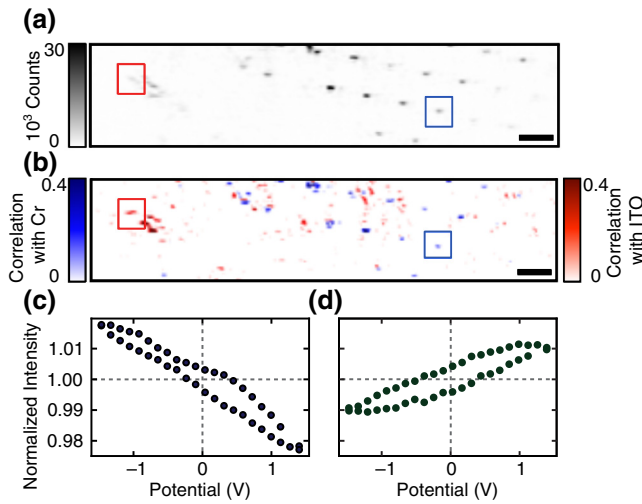 (a)
30
10³ Counts
0
(b)
0.4
Correlation
with Cr
0
0.4
Correlation
with ITO
0
(c)
(d)
Normalized Intensity
1.01
1.00
0.99
0.98
−1
0
1
−1
0
1
Potential (V)
Potential (V)